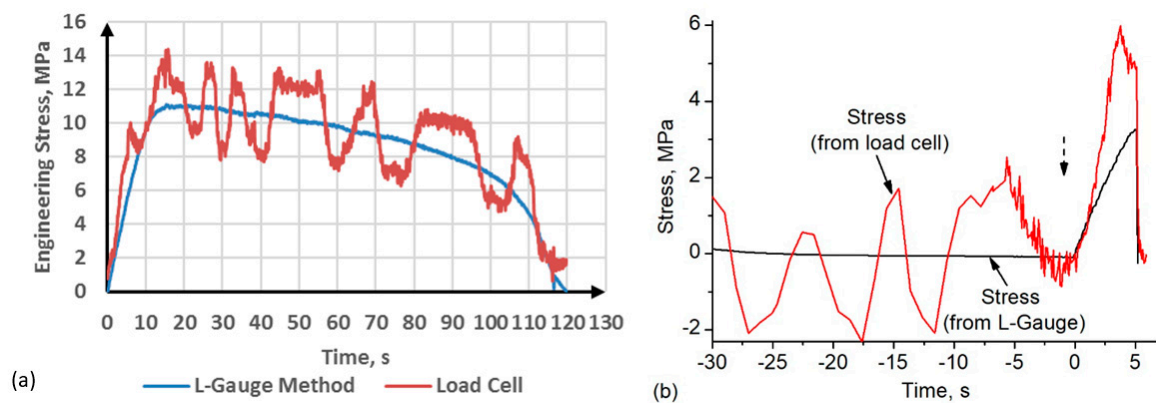 16
14
12
10
8
6
4
2
0
Engineering Stress, MPa
0 10 20 30 40 50 60 70 80 90 100 110 120 130
Time, s
L-Gauge Method Load Cell
(a)
6
4
2
0
-2
Stress, MPa
Stress
(from load cell)
Stress
(from L-Gauge)
-30 -25 -20 -15 -10 -5 0 5
Time, s
(b)